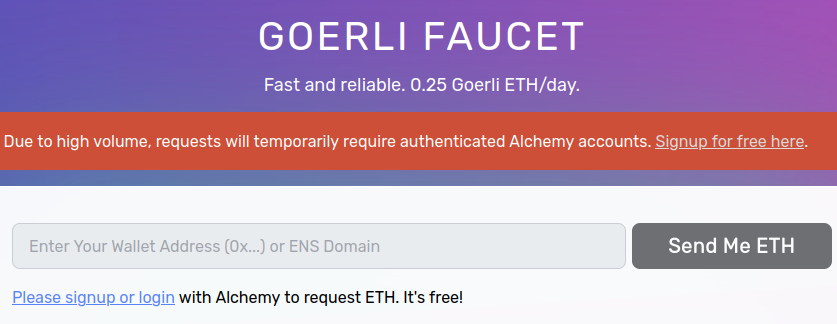 GOERLI FAUCET
Fast and reliable. 0.25 Goerli ETH/day.
Due to high volume, requests will temporarily require authenticated Alchemy accounts. Signup for free here.
Enter Your Wallet Address (0x...) or ENS Domain
Send Me ETH
Please signup or login with Alchemy to request ETH. It's free!